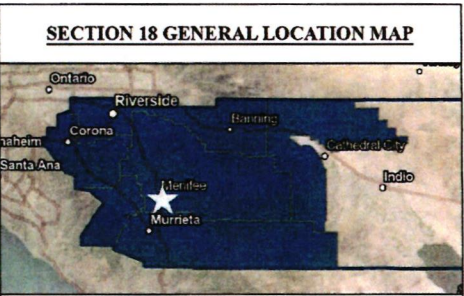 SECTION 18 GENERAL LOCATION MAP
Ontario
Riverside
Banning
Corona
naheim
Cathedral City
Santa Ana
Indio
Menifee
Murrieta